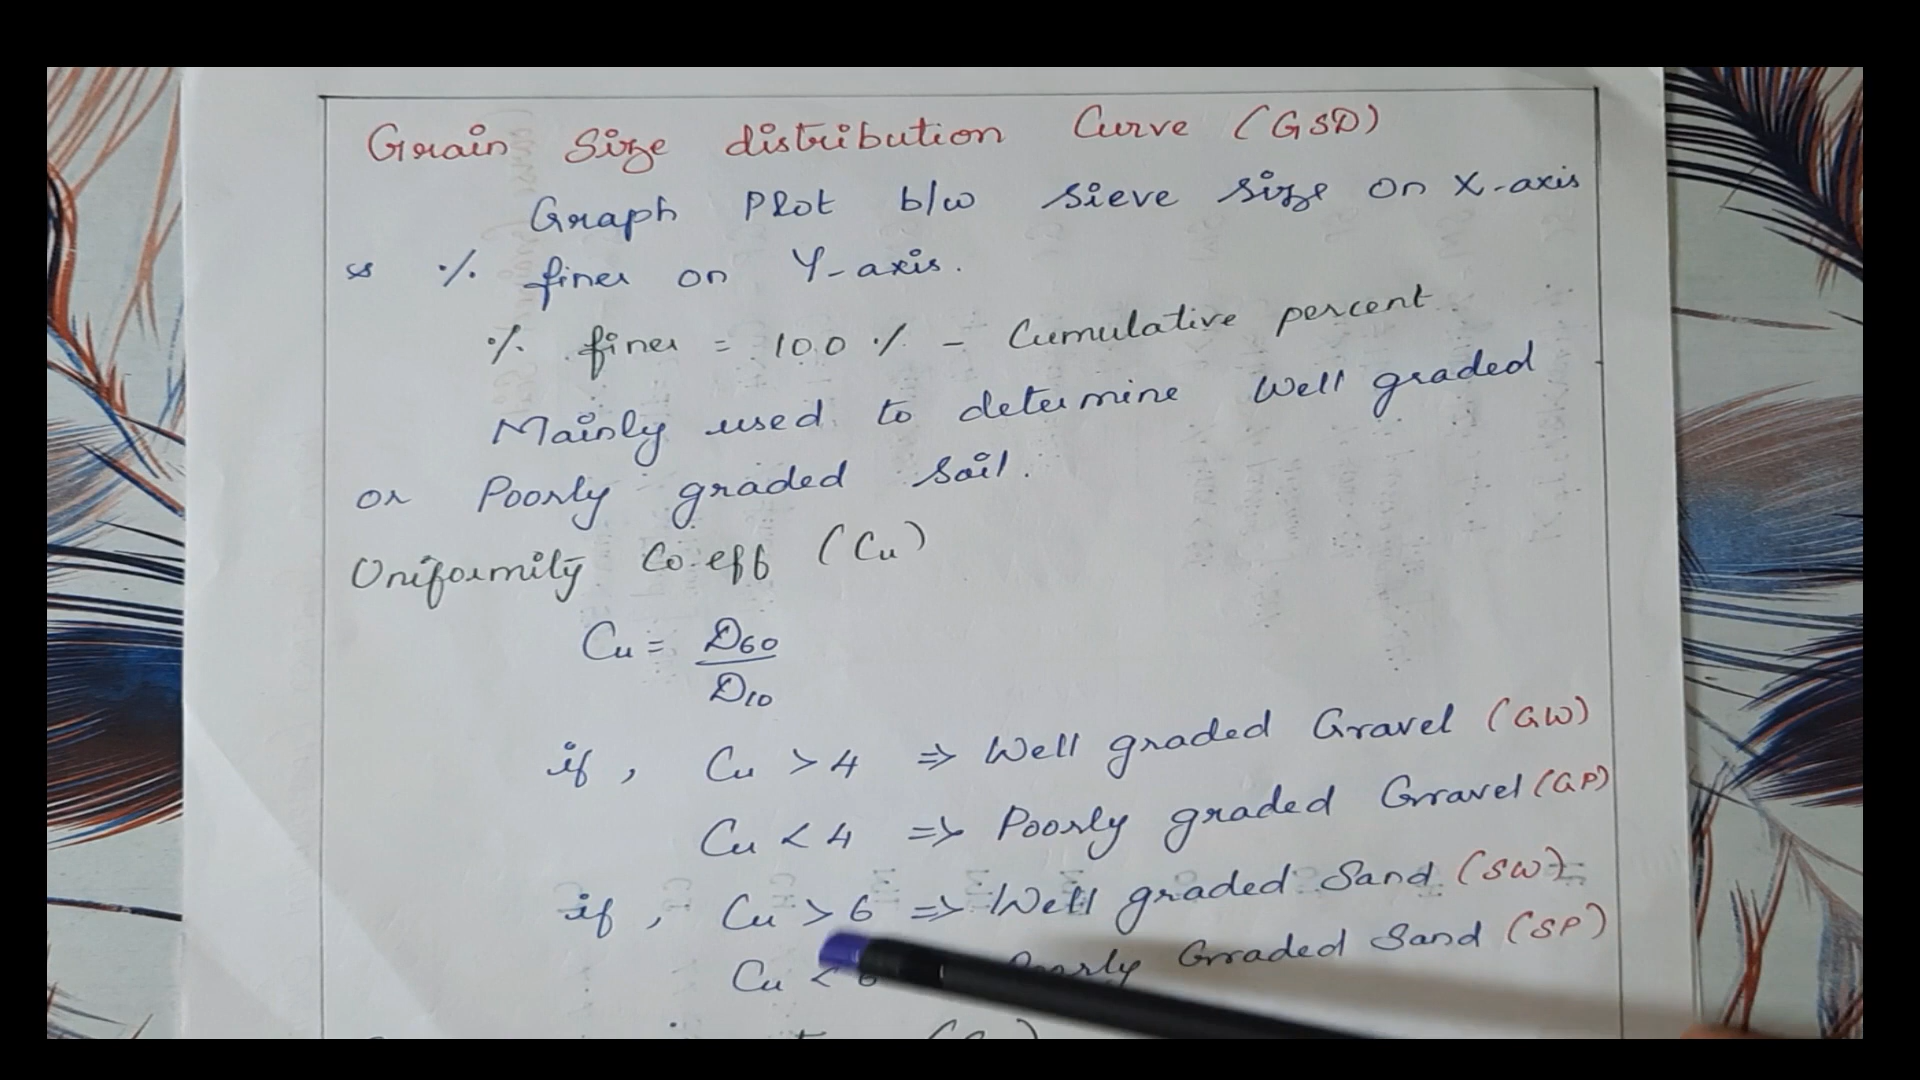 Grain Size distribution Curve (GSD)
Graph Plot b/w Sieve size on X-axis
& % finer on Y-axis.
% finer = 100 % - Cumulative percent
Mainly used to determine Well graded
or Poorly graded Soil.
Uniformity Co-eff (Cu)
Cu = D60
D10
if, Cu > 4 ⇒ Well graded Gravel (GW)
Cu < 4 ⇒ Poorly graded Gravel (GP)
if, Cu > 6 ⇒ Well graded Sand (SW)
Cu < 6 Poorly Graded Sand (SP)